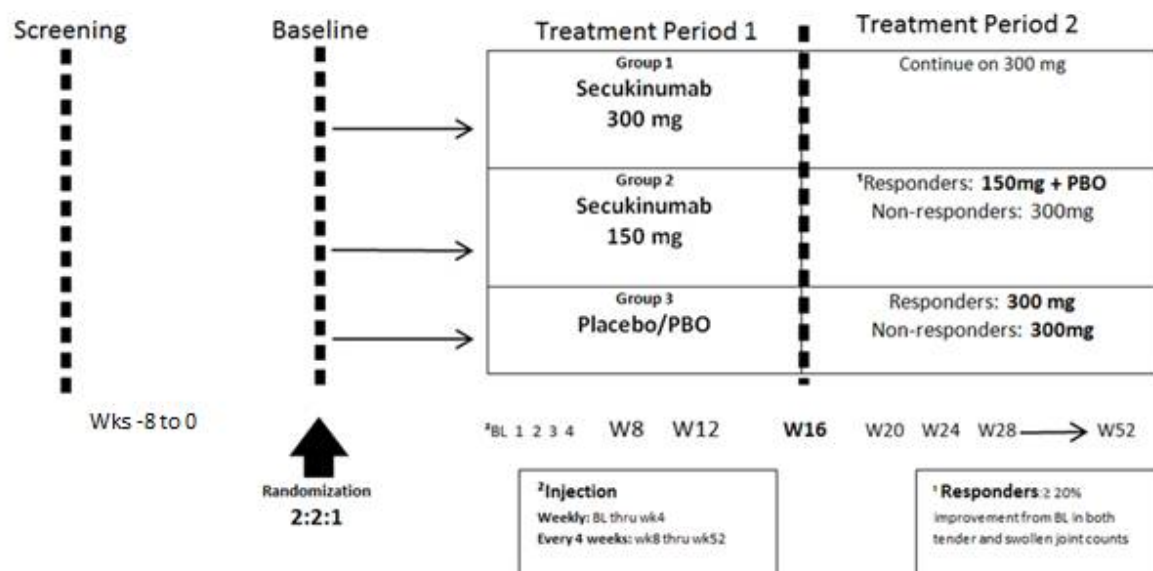 Screening
Baseline
Treatment Period 1
Treatment Period 2
Group 1
Secukinumab
300 mg
Continue on 300 mg
Group 2
Secukinumab
150 mg
¹Responders: 150mg + PBO
Non-responders: 300mg
Group 3
Placebo/PBO
Responders: 300 mg
Non-responders: 300mg
Wks -8 to 0
²BL 1 2 3 4 W8 W12 W16 W20 W24 W28 W52
Randomization
2:2:1
²Injection
Weekly: BL thru wk4
Every 4 weeks: wk8 thru wk52
¹Responders: ≥ 20%
improvement from BL in both
tender and swollen joint counts